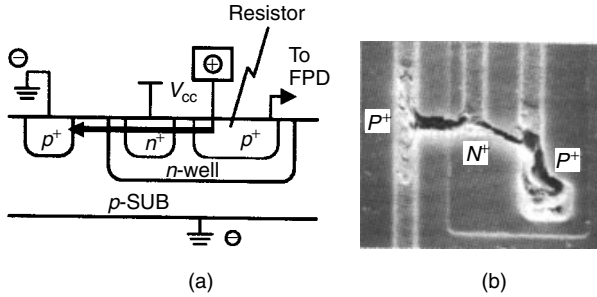 Resistor
To
FPD
⊖
⊕
Vcc
p+
n+
p+
n-well
p-SUB
⊖
(a)
P+
N+
P+
(b)